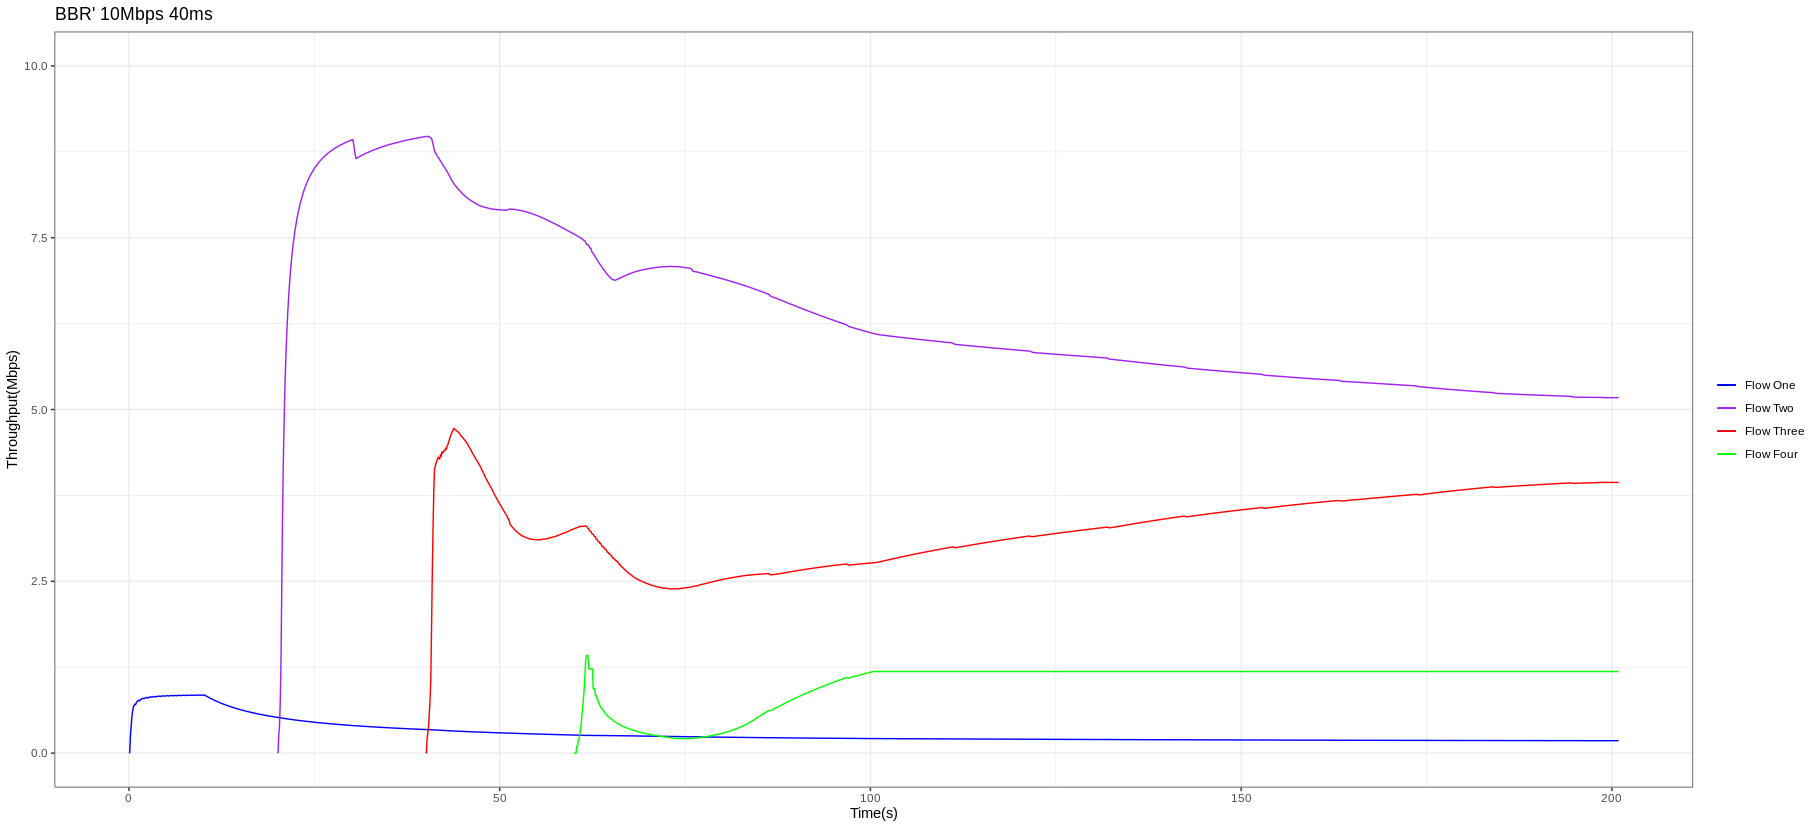 BBR' 10Mbps 40ms
10.0
7.5
5.0
2.5
0.0
Throughput(Mbps)
0
50
100
150
200
Time(s)
Flow One
Flow Two
Flow Three
Flow Four